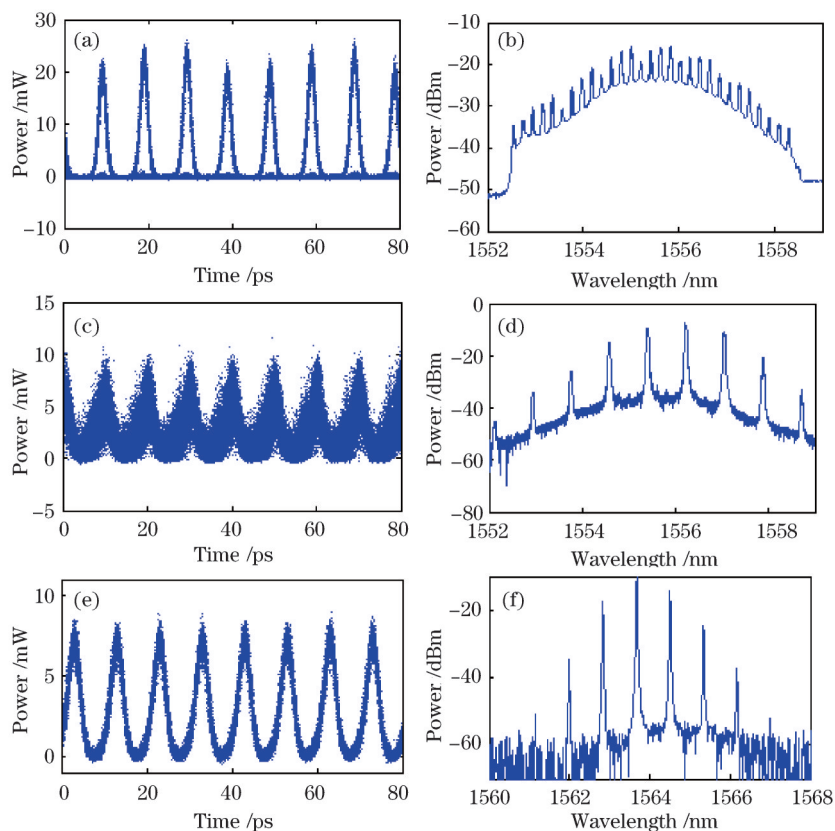 (a)
30
20
10
0
−10
Power /mW
0 20 40 60 80
Time /ps
(b)
−10
−20
−30
−40
−50
−60
Power /dBm
1552 1554 1556 1558
Wavelength /nm
(c)
15
10
5
0
−5
Power /mW
0 20 40 60 80
Time /ps
(d)
0
−20
−40
−60
−80
Power /dBm
1552 1554 1556 1558
Wavelength /nm
(e)
10
5
0
Power /mW
0 20 40 60 80
Time /ps
(f)
−20
−40
−60
Power /dBm
1560 1562 1564 1566 1568
Wavelength /nm